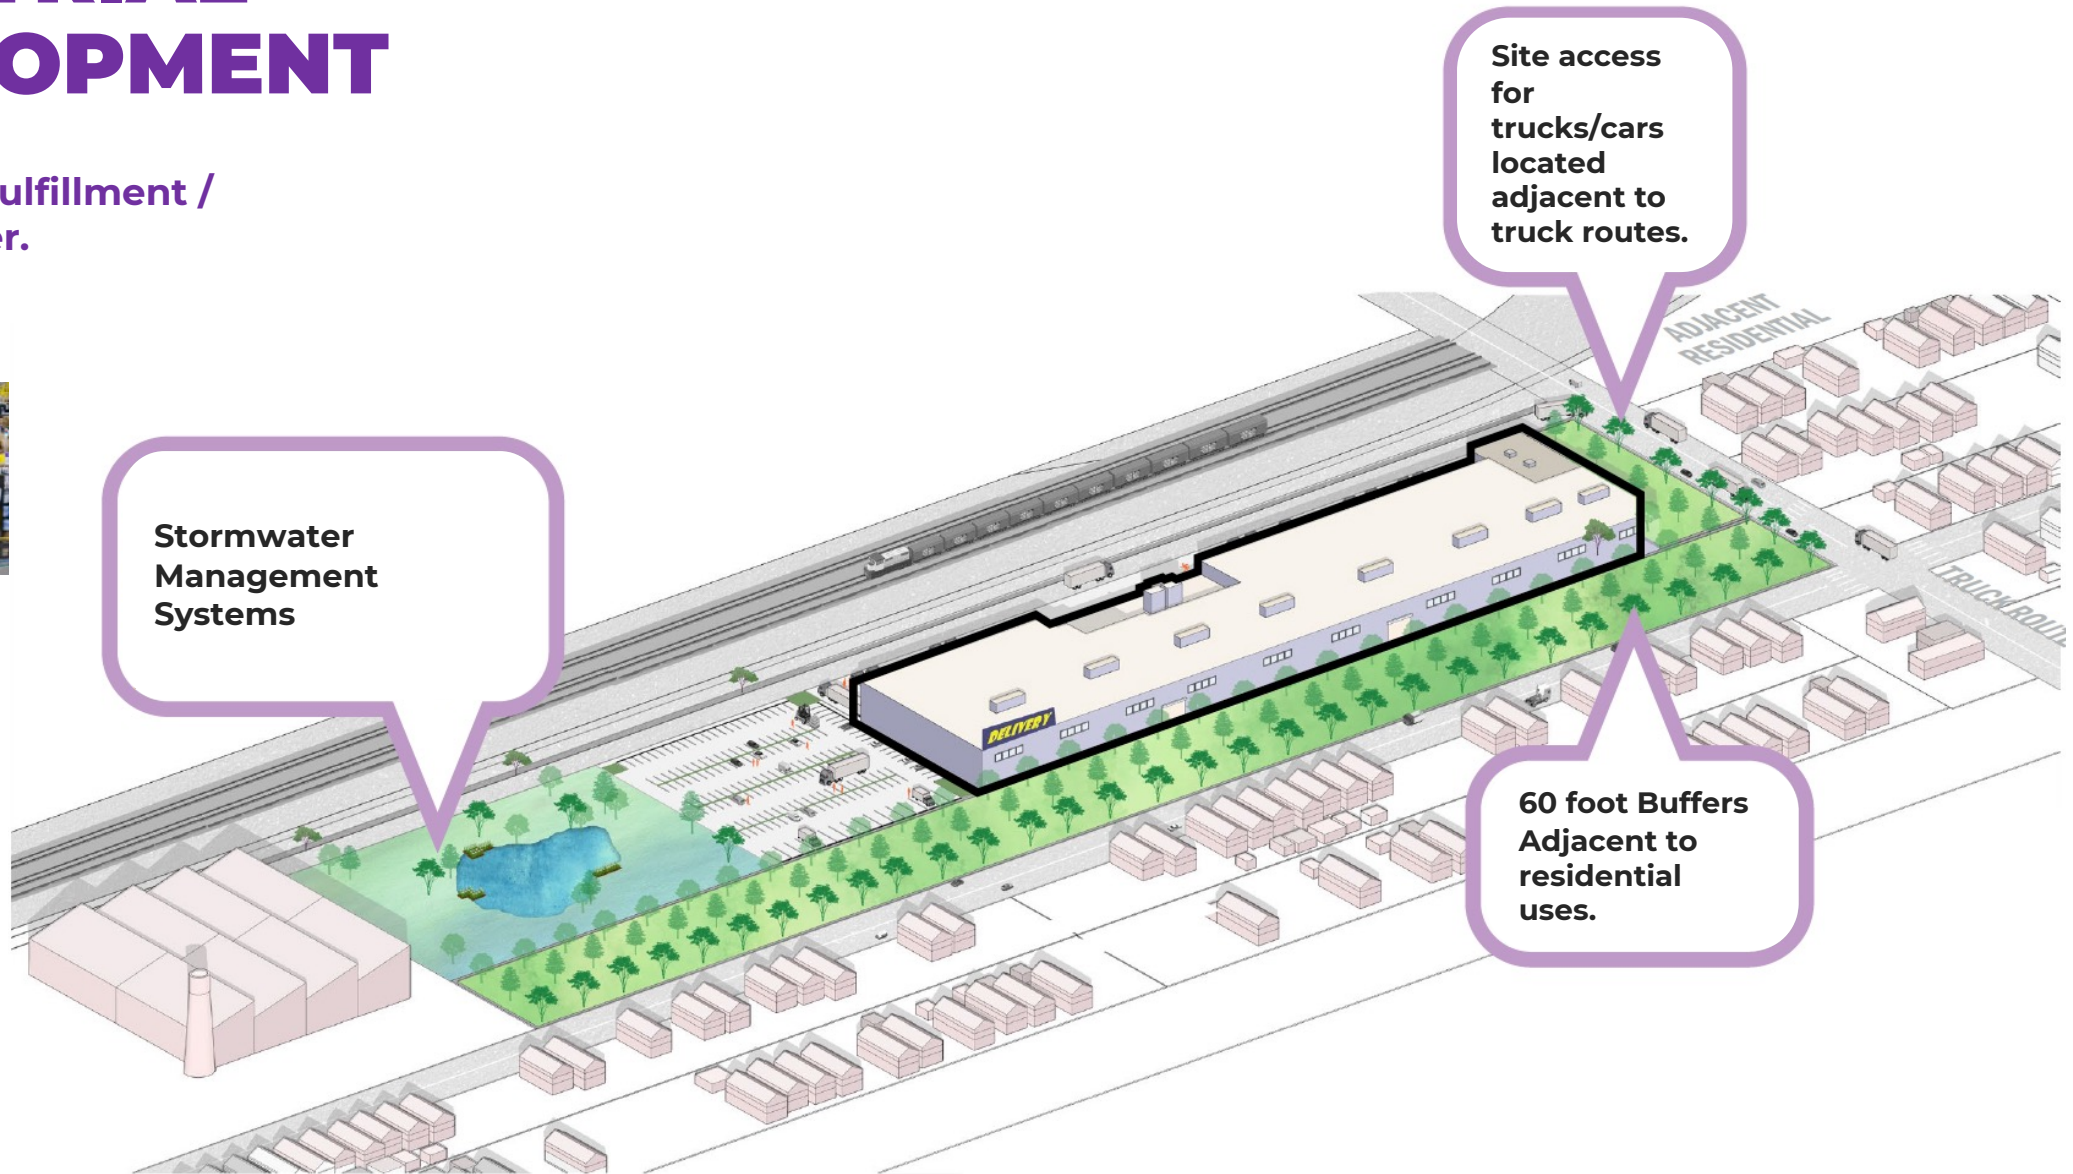 OPMENT
ulfillment /
er.
Site access
for
trucks/cars
located
adjacent to
truck routes.
ADJACENT
RESIDENTIAL
Stormwater
Management
Systems
TRUCK ROUTE
DELIVERY
60 foot Buffers
Adjacent to
residential
uses.